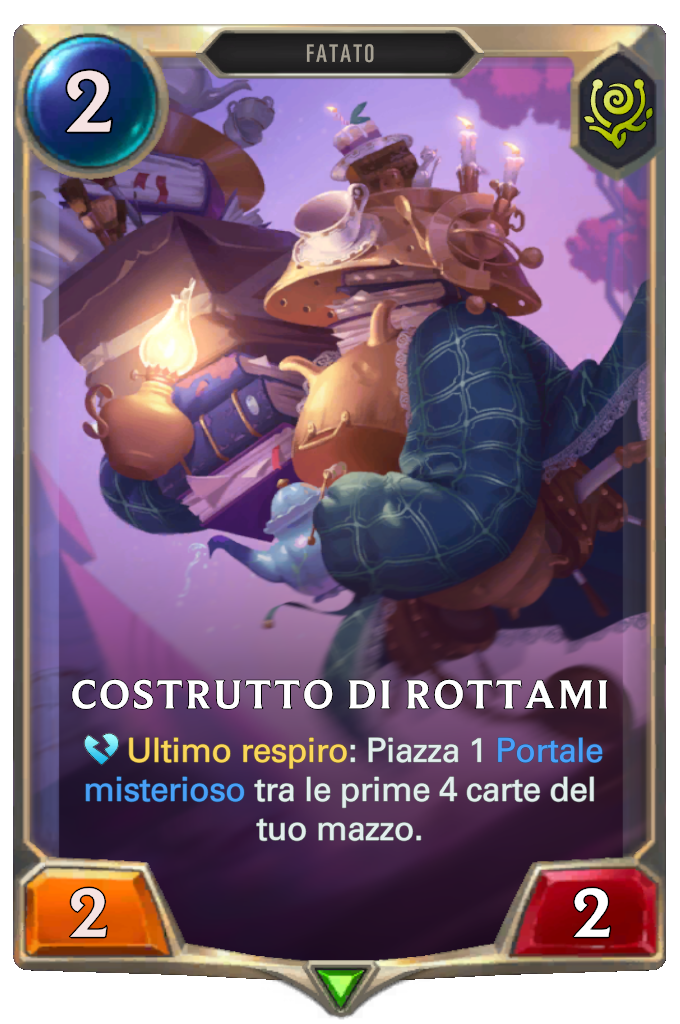 FATATO
2
COSTRUTTO DI ROTTAMI
Ultimo respiro: Piazza 1 Portale
misterioso tra le prime 4 carte del
tuo mazzo.
2
2